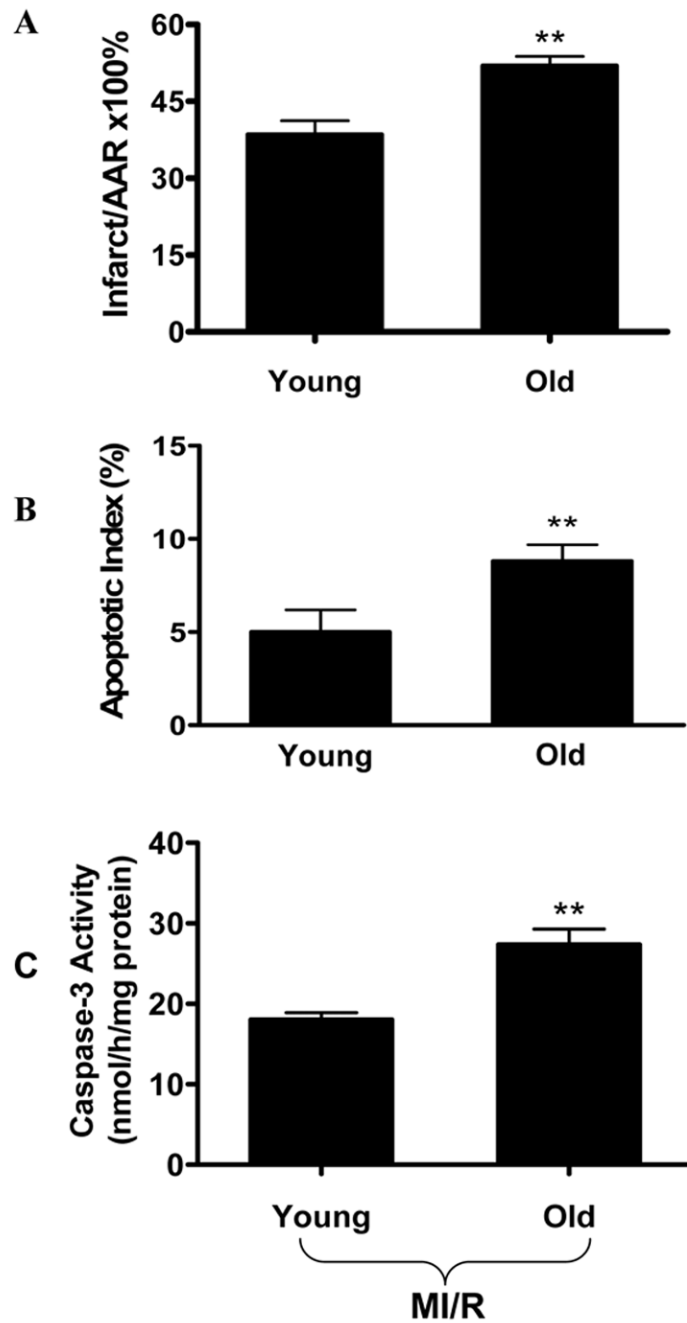 A
Infarct/AAR x100%
60
45
30
15
0
**
Young Old
B
Apoptotic Index (%)
15
10
5
0
**
Young Old
C
Caspase-3 Activity
(nmol/h/mg protein)
40
30
20
10
0
**
Young Old
MI/R